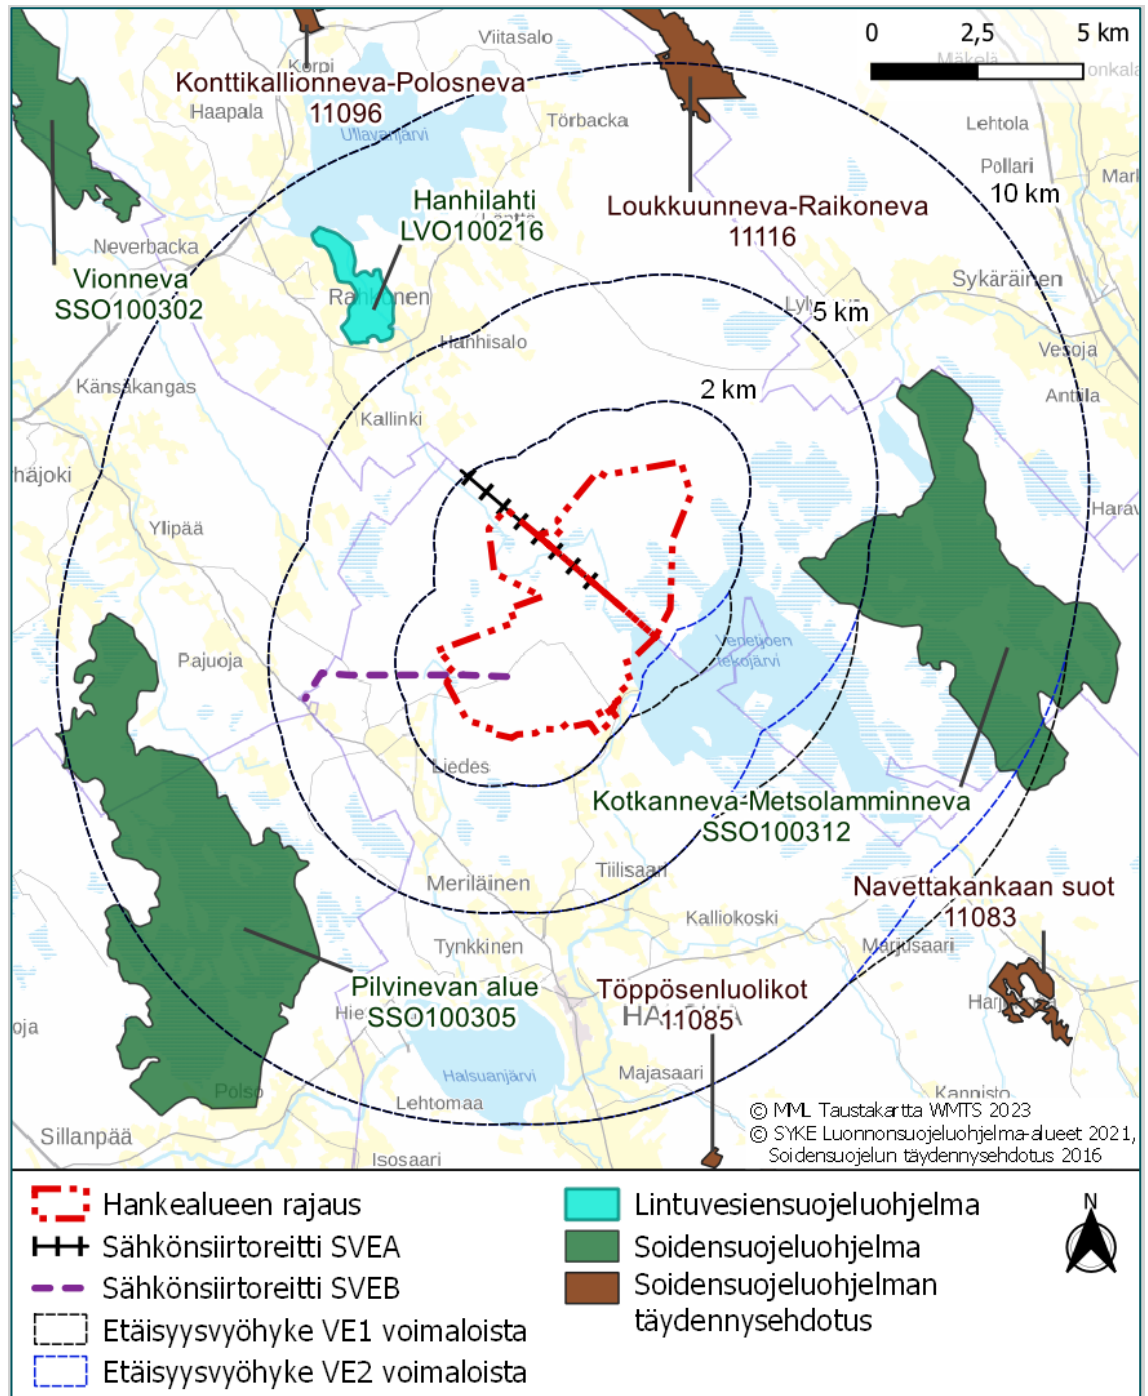 Viitasalo
0
2,5
5 km
Mäkelä
onkala
Korpi
Konttikallionneva-Polosneva
11096
Haapala
Ullavanjärvi
Törbacka
Lehtola
Pollari
Mark
10 km
Hanhilahti
LVO100216
Loukkuunneva-Raikoneva
11116
Neverbacka
Vionneva
SSO100302
Rahkonen
Sykäräinen
5 km
Hanhisalo
Vesoja
Känsäkangas
2 km
Anttila
Kallinki
rhäjoki
Ylipää
Harav
Venetjoen
tekojärvi
Pajuoja
Liedes
Kotkanneva-Metsolamminneva
SSO100312
Tiilisaari
Meriläinen
Navettakankaan suot
11083
Kalliokoski
Tynkkinen
Marjusaari
Pilvinevan alue
SSO100305
Töppösenluolikot
11085
Hie
oja
Halsuanjärvi
Majasaari
Polso
Lehtomaa
Kannisto
Sillanpää
Isosaari
© MML Taustakartta WMTS 2023
© SYKE Luonnonsuojeluohjelma-alueet 2021,
Soidensuojelun täydennysehdotus 2016
Hankealueen rajaus
Sähkönsiirtoreitti SVEA
Sähkönsiirtoreitti SVEB
Etäisyysvyöhyke VE1 voimaloista
Etäisyysvyöhyke VE2 voimaloista
Lintuvesiensuojeluohjelma
Soidensuojeluohjelma
Soidensuojeluohjelman
täydennysehdotus
N